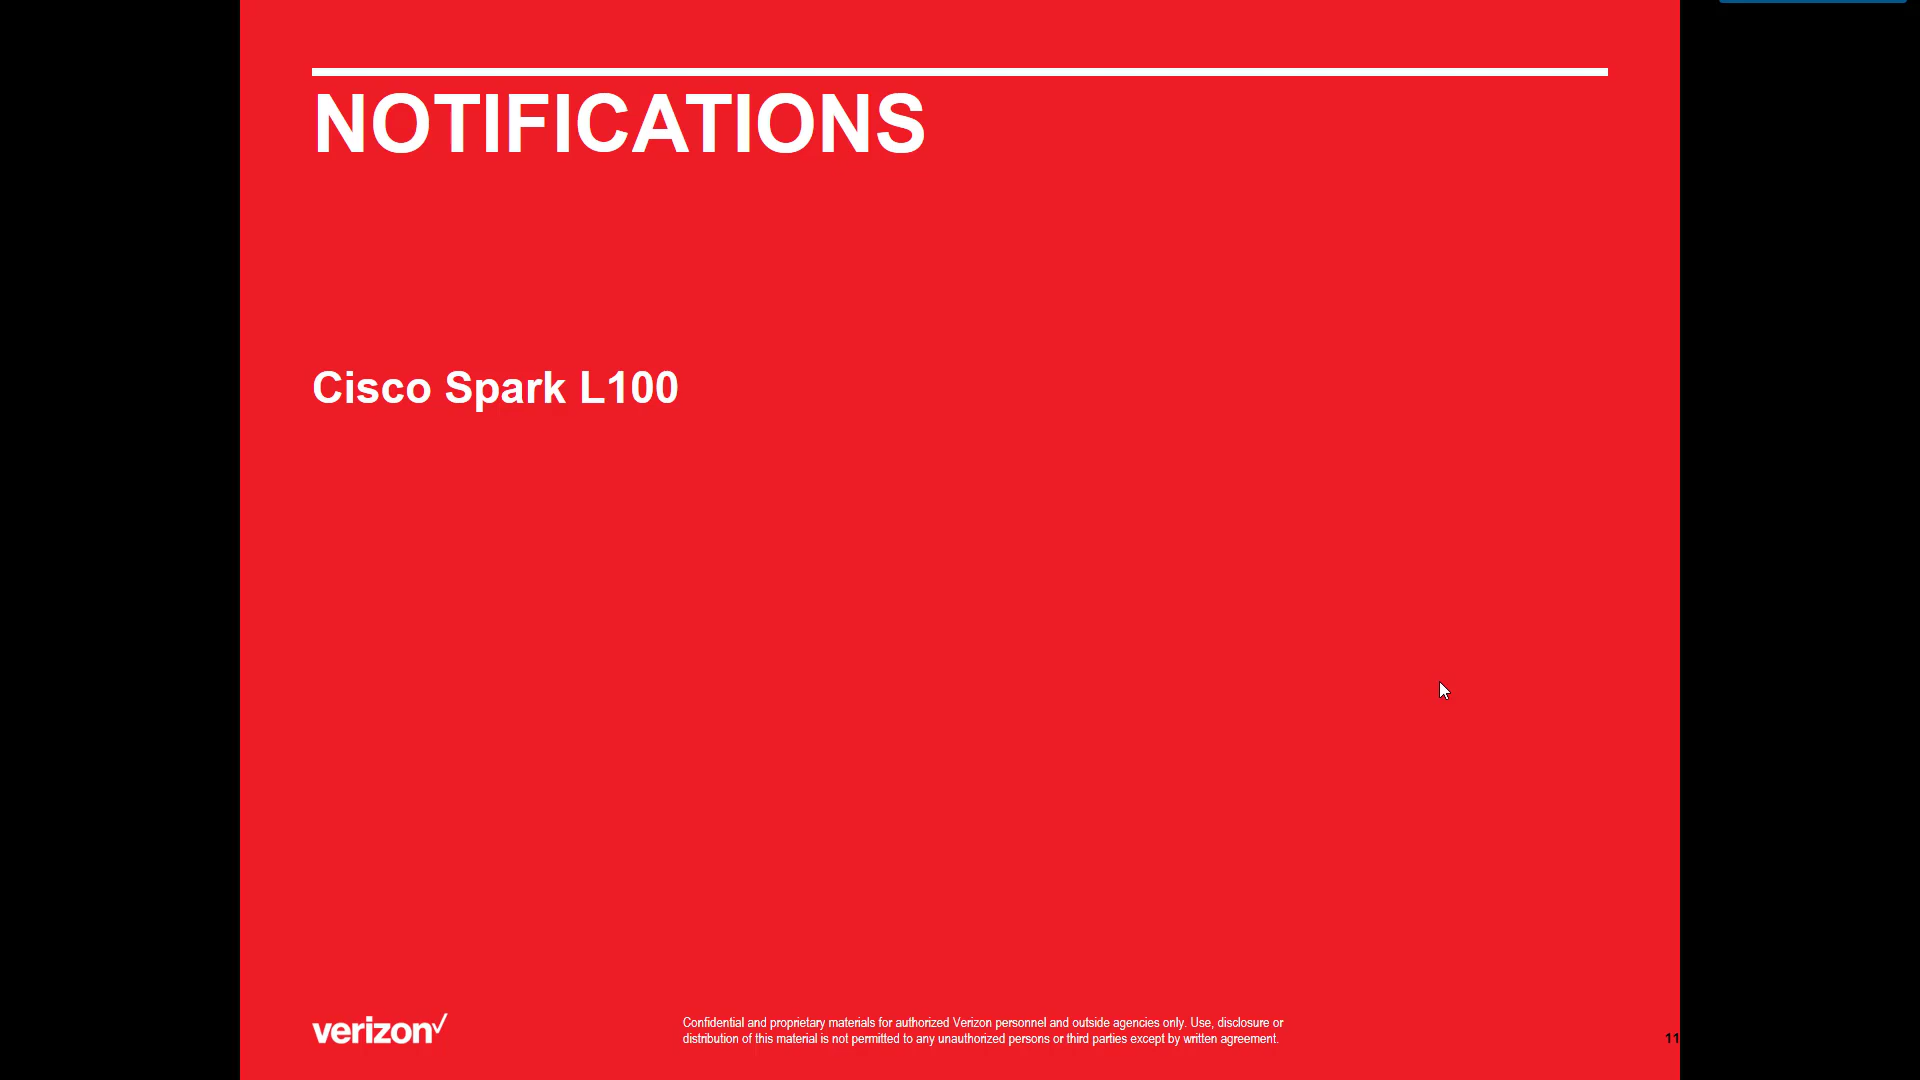 NOTIFICATIONS
Cisco Spark L100
verizon✓
Confidential and proprietary materials for authorized Verizon personnel and outside agencies only. Use, disclosure or
distribution of this material is not permitted to any unauthorized persons or third parties except by written agreement.
11